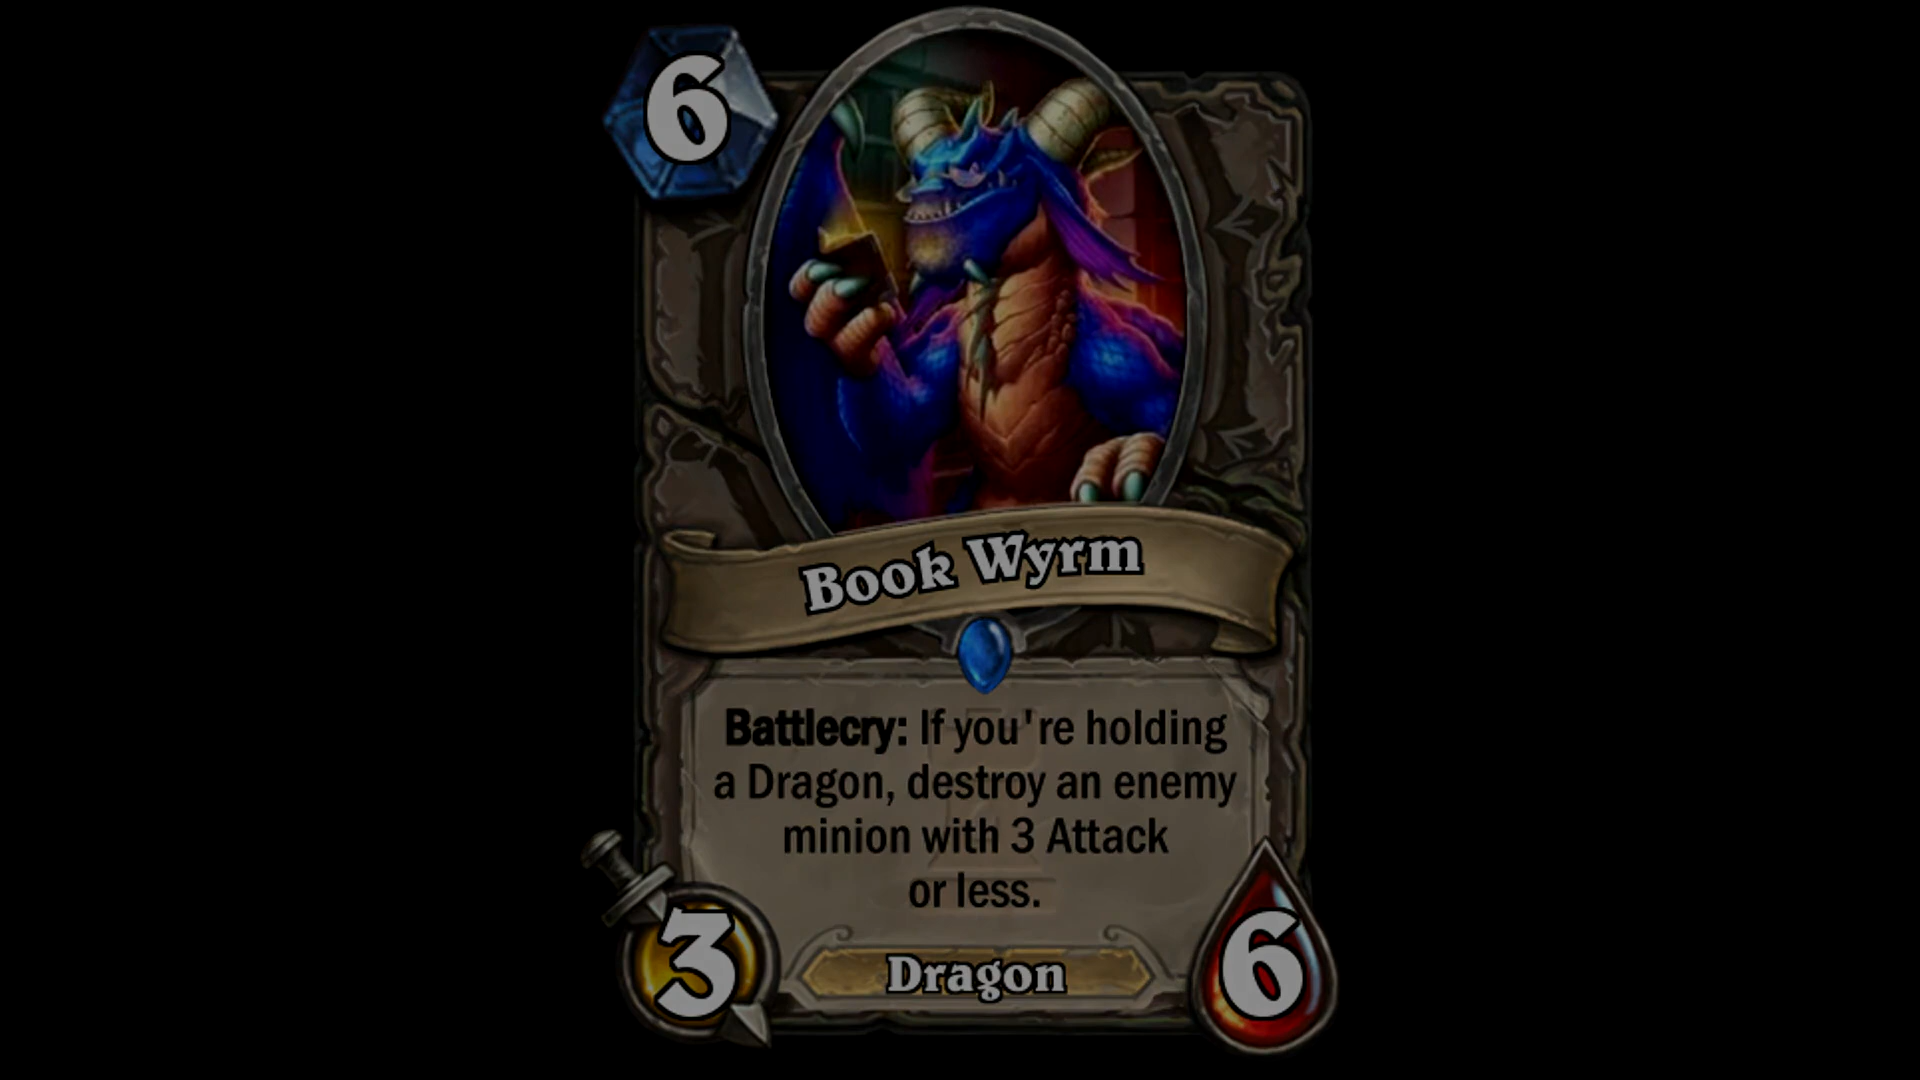 6
Book Wyrm
Battlecry: If you're holding
a Dragon, destroy an enemy
minion with 3 Attack
or less.
3
Dragon
6